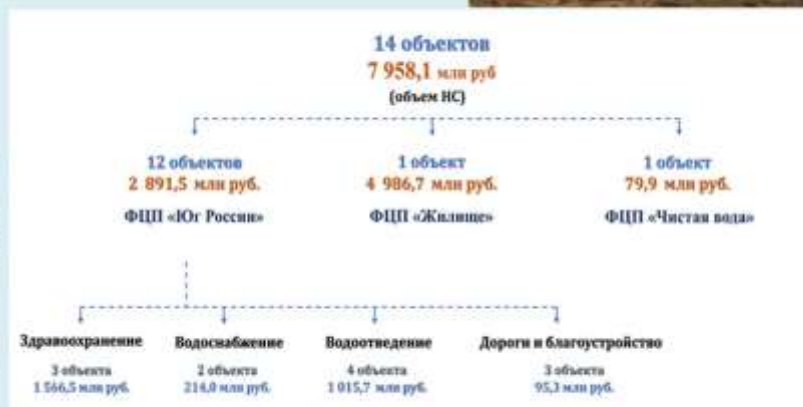 14 объектов
7 958,1 млн руб
(объем НС)
12 объектов
2 891,5 млн руб.
ФЦП «Юг России»
1 объект
4 986,7 млн руб.
ФЦП «Жилище»
1 объект
79,9 млн руб.
ФЦП «Чистая вода»
Здравоохранение
3 объекта
1 566,5 млн руб.
Водоснабжение
2 объекта
214,0 млн руб.
Водоотведение
4 объекта
1 015,7 млн руб.
Дороги и благоустройство
3 объекта
95,3 млн руб.